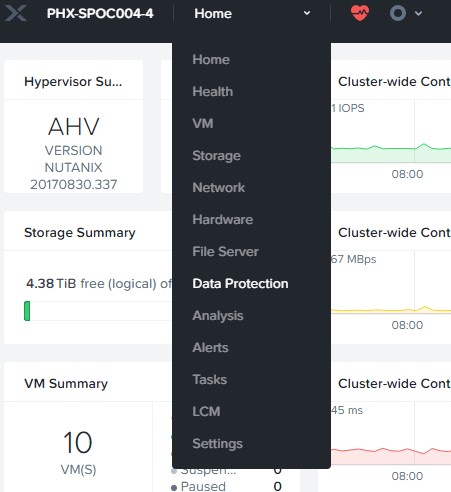 PHX-SPOC004-4
Home
Home
Health
VM
Storage
Network
Hardware
File Server
Data Protection
Analysis
Alerts
Tasks
LCM
Settings
Hypervisor Su...
AHV
VERSION
NUTANIX
20170830.337
Storage Summary
4.38 TiB free (logical) of
VM Summary
10
VM(S)
Suspen... 0
Paused 0
Cluster-wide Cont
1 IOPS
08:00
Cluster-wide Cont
67 MBps
08:00
Cluster-wide Cont
45 ms
08:00